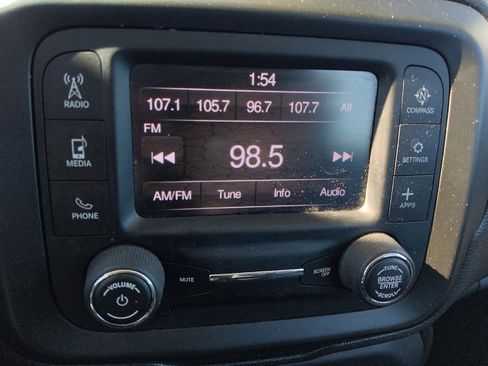 1:54
107.1 105.7 96.7 107.7 All
FM
98.5
AM/FM Tune Info Audio
RADIO
MEDIA
PHONE
COMPASS
SETTINGS
APPS
VOLUME
MUTE
SCREEN OFF
TUNE
BROWSE
ENTER
SCROLL